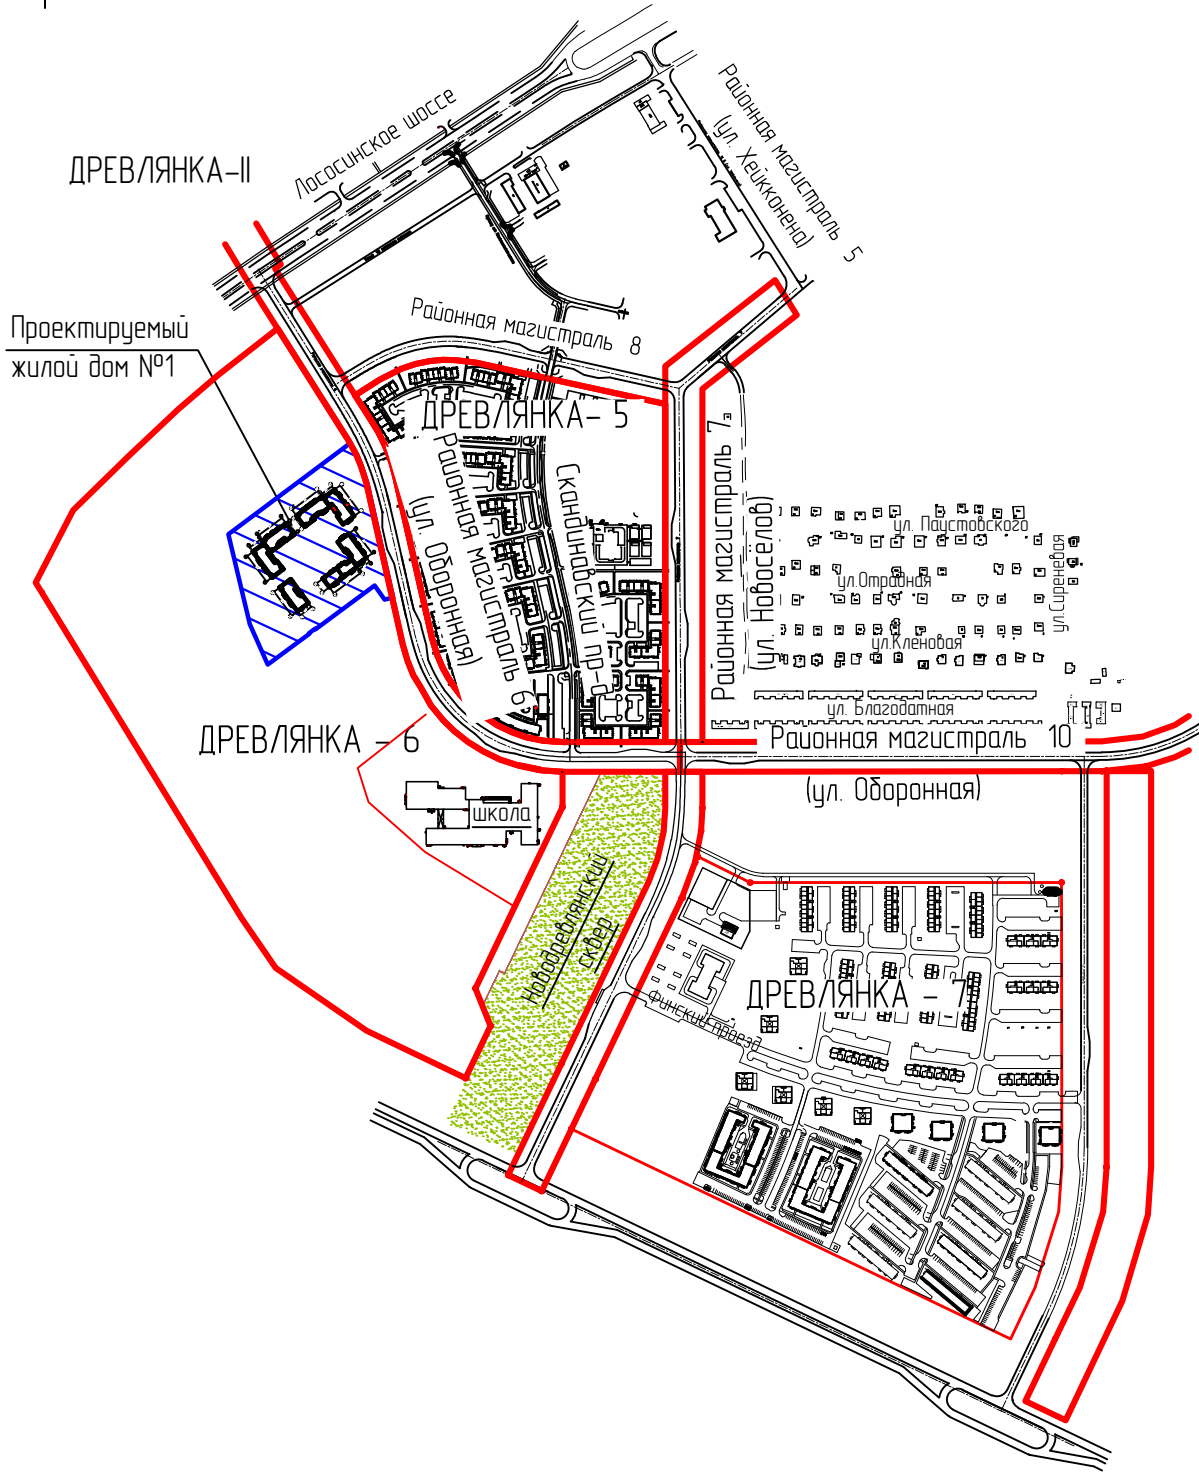 Лососинское шоссе
Районная магистраль 5
(ул. Хейкконена)
ДРЕВЛЯНКА-II
Проектируемый
жилой дом №1
Районная магистраль 8
ДРЕВЛЯНКА- 5
Районная магистраль 6
(ул. Оборонная)
Скандинавский пр-д
Районная магистраль 7
(ул. Новосёлов)
ул. Паустовского
ул.Отрадная
ул.Сиреневая
ул.Кленовая
ул. Благодатная
ДРЕВЛЯНКА - 6
Районная магистраль 10
(ул. Оборонная)
школа
Новодревлянский
сквер
ДРЕВЛЯНКА - 7
Финский проезд